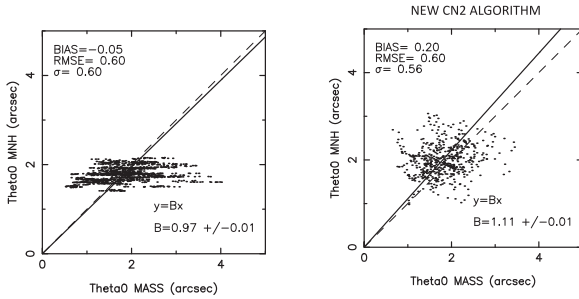 NEW CN2 ALGORITHM
BIAS=−0.05
RMSE= 0.60
σ= 0.60
Theta0 MNH (arcsec)
4
2
0
y=Bx
B=0.97 +/−0.01
0
2
4
Theta0 MASS (arcsec)
BIAS= 0.20
RMSE= 0.60
σ= 0.56
Theta0 MNH (arcsec)
4
2
0
y=Bx
B=1.11 +/−0.01
0
2
4
Theta0 MASS (arcsec)